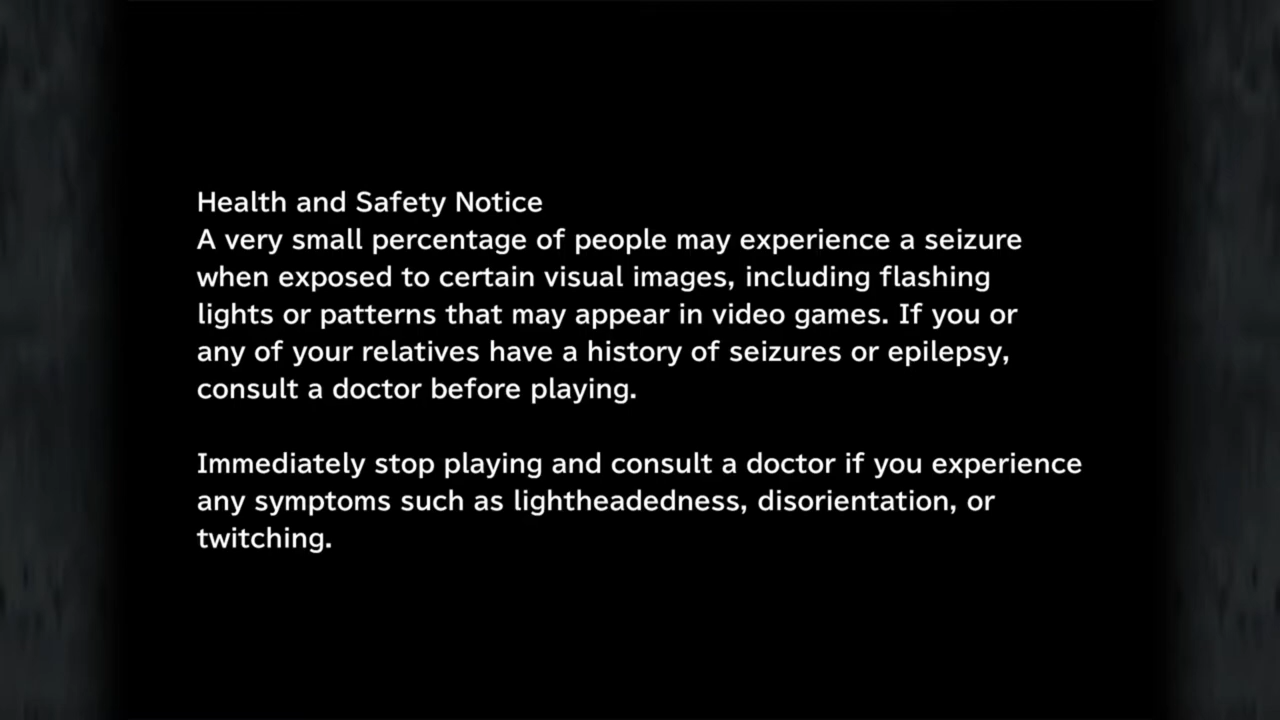 Health and Safety Notice
A very small percentage of people may experience a seizure
when exposed to certain visual images, including flashing
lights or patterns that may appear in video games. If you or
any of your relatives have a history of seizures or epilepsy,
consult a doctor before playing.
Immediately stop playing and consult a doctor if you experience
any symptoms such as lightheadedness, disorientation, or
twitching.